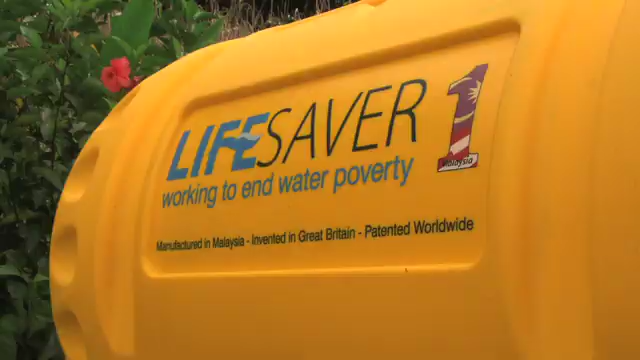 LIFESAVER
working to end water poverty
1
Malaysia
Manufactured in Malaysia - Invented in Great Britain - Patented Worldwide